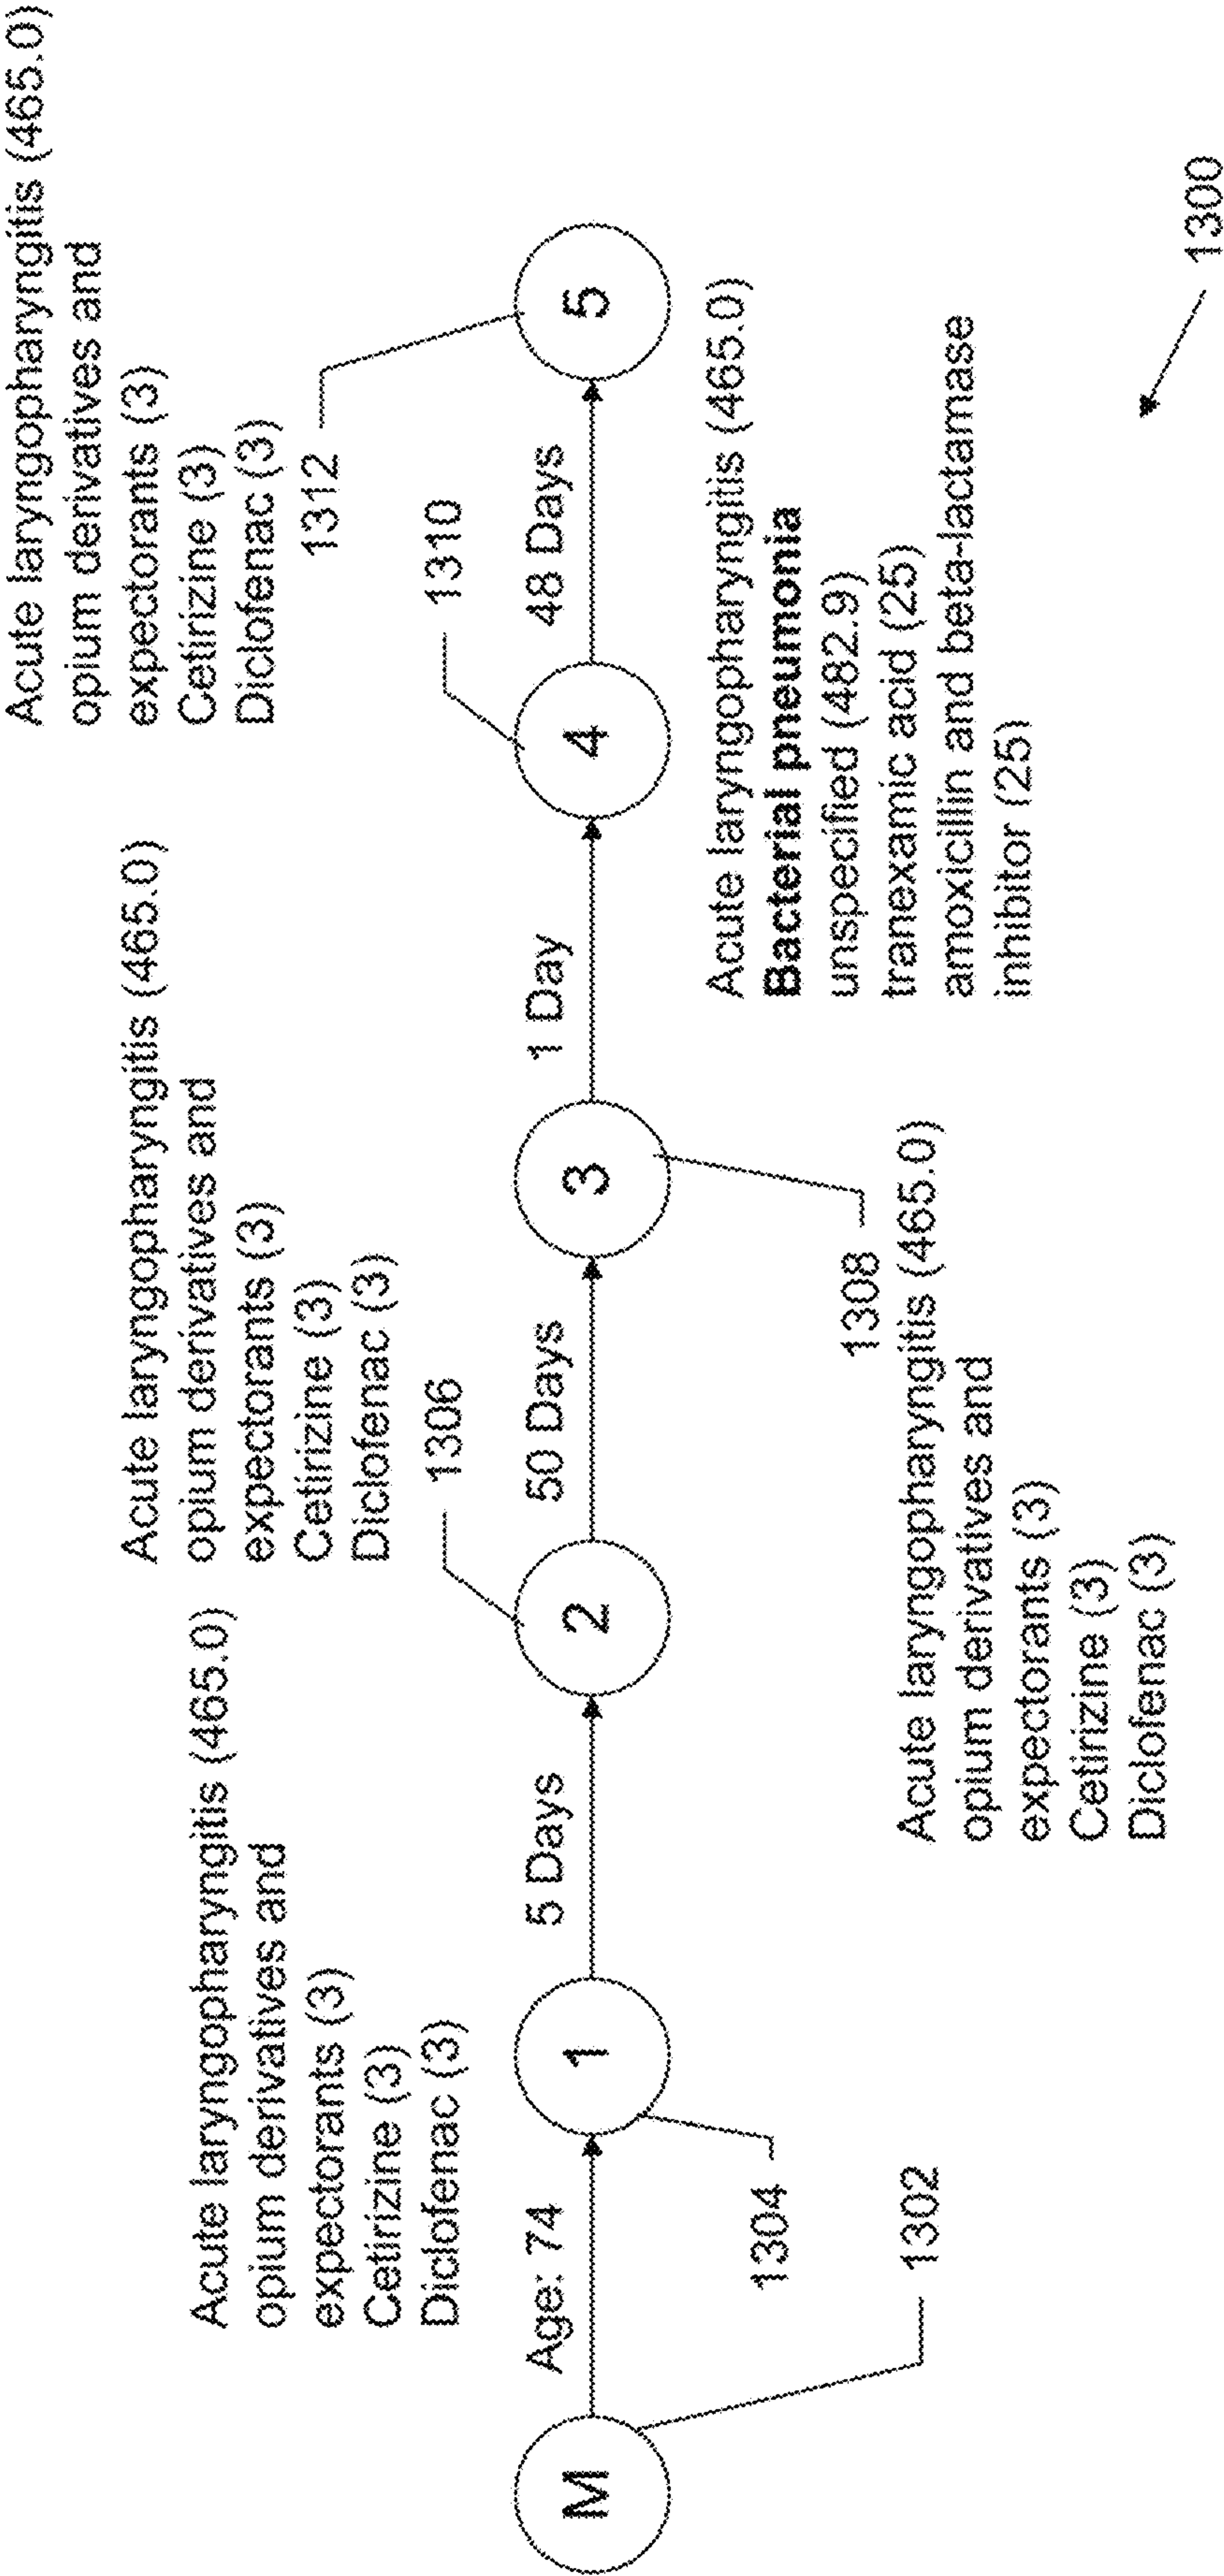 Acute laryngopharyngitis (465.0)
opium derivatives and
expectorants (3)
Cetirizine (3)
Diclofenac (3)
Acute laryngopharyngitis (465.0)
opium derivatives and
expectorants (3)
Cetirizine (3)
Diclofenac (3)
Acute laryngopharyngitis (465.0)
opium derivatives and
expectorants (3)
Cetirizine (3)
Diclofenac (3)
1306
1310
1312
M
Age: 74
1
5 Days
2
50 Days
3
1 Day
4
48 Days
5
1304
1302
1308
Acute laryngopharyngitis (465.0)
opium derivatives and
expectorants (3)
Cetirizine (3)
Diclofenac (3)
Acute laryngopharyngitis (465.0)
Bacterial pneumonia
unspecified (482.9)
tranexamic acid (25)
amoxicillin and beta-lactamase
inhibitor (25)
1300